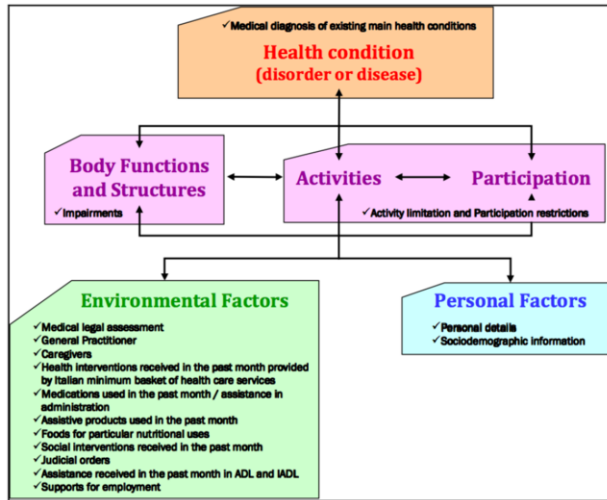 ✓Medical diagnosis of existing main health conditions
Health condition
(disorder or disease)
Body Functions
and Structures
✓Impairments
Activities
Participation
✓Activity limitation and Participation restrictions
Environmental Factors
✓Medical legal assessment
✓General Practitioner
✓Caregivers
✓Health interventions received in the past month provided
by Italian minimum basket of health care services
✓Medications used in the past month / assistance in
administration
✓Assistive products used in the past month
✓Foods for particular nutritional uses
✓Social interventions received in the past month
✓Judicial orders
✓Assistance received in the past month in ADL and IADL
✓Supports for employment
Personal Factors
✓Personal details
✓Sociodemographic information